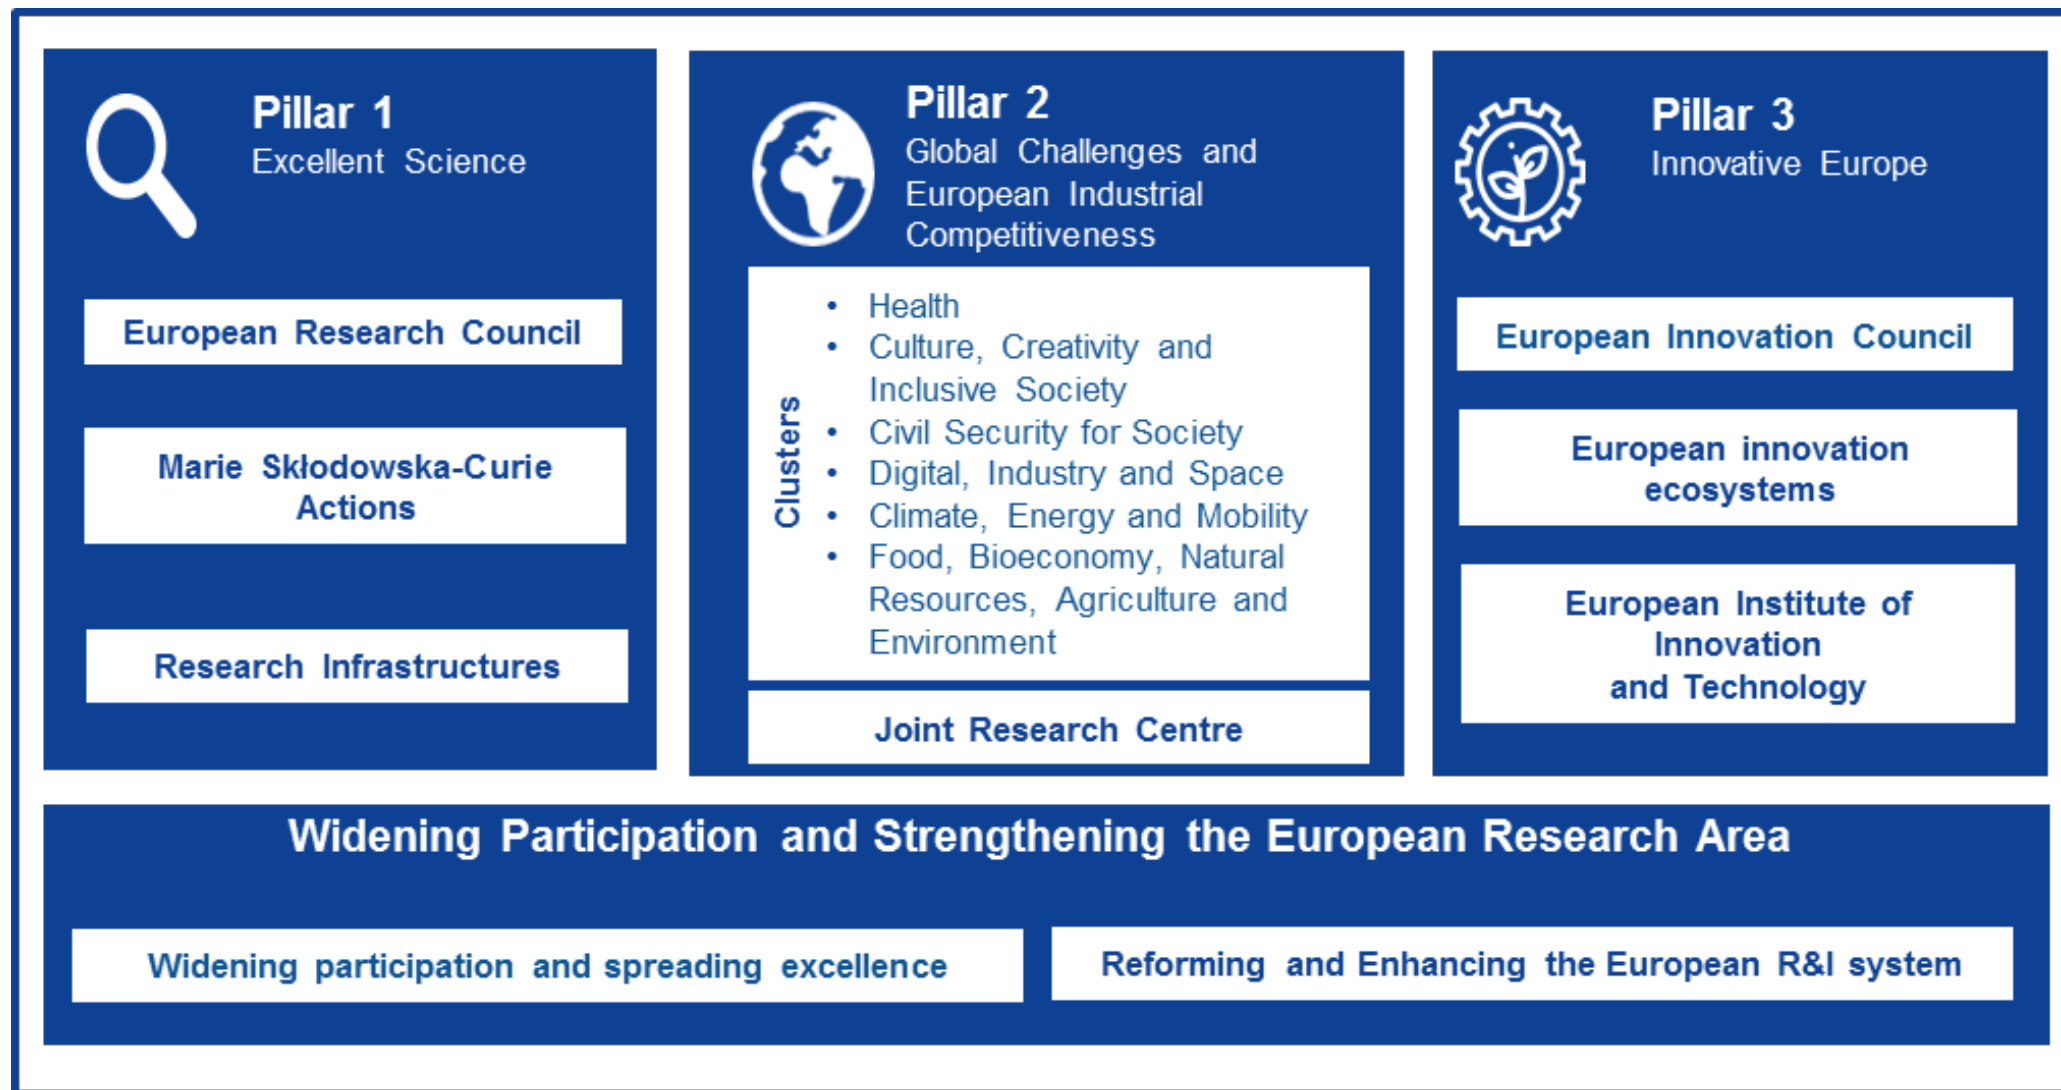 Pillar 1
Excellent Science
European Research Council
Marie Skłodowska-Curie
Actions
Research Infrastructures
Pillar 2
Global Challenges and
European Industrial
Competitiveness
Clusters
• Health
• Culture, Creativity and
Inclusive Society
• Civil Security for Society
• Digital, Industry and Space
• Climate, Energy and Mobility
• Food, Bioeconomy, Natural
Resources, Agriculture and
Environment
Joint Research Centre
Pillar 3
Innovative Europe
European Innovation Council
European innovation
ecosystems
European Institute of
Innovation
and Technology
Widening Participation and Strengthening the European Research Area
Widening participation and spreading excellence
Reforming and Enhancing the European R&I system